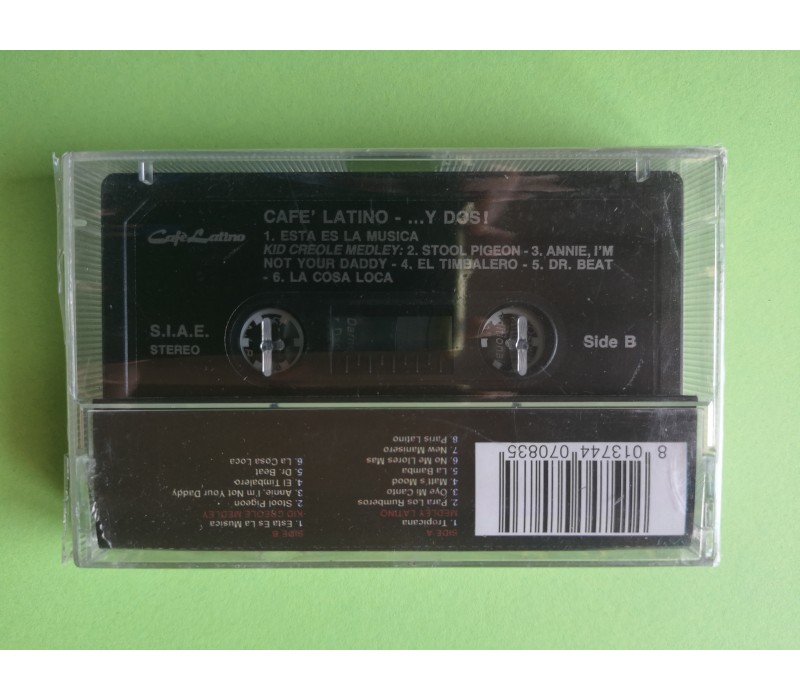 CAFE' LATINO - ...Y DOS!
Cafè Latino
1. ESTA ES LA MUSICA
KID CREOLE MEDLEY: 2. STOOL PIGEON - 3. ANNIE, I'M
NOT YOUR DADDY - 4. EL TIMBALERO - 5. DR. BEAT
- 6. LA COSA LOCA
S.I.A.E.
STEREO
Side B
SIDE A
1. Tropicana
MEDLEY LATINO
2. Para Los Rumberos
3. Oye Mi Canto
4. Matt's Mood
5. La Bamba
6. No Me Llores Mas
7. New Manisero
8. Paris Latino
SIDE B
1. Esta Es La Musica
KID CREOLE MEDLEY
2. Stool Pigeon
3. Annie, I'm Not Your Daddy
4. El Timbalero
5. Dr. Beat
6. La Cosa Loca
8 013744 070835